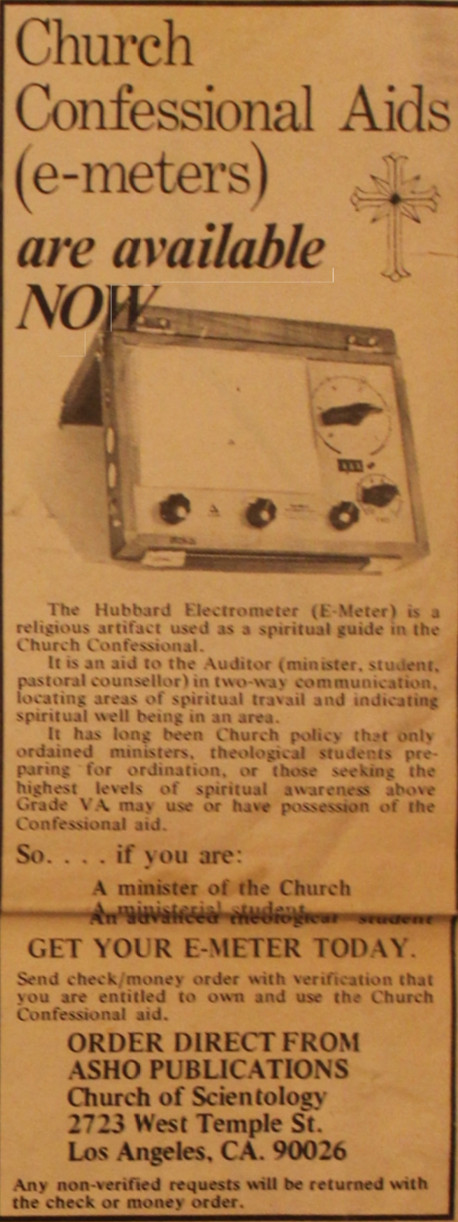 Church
Confessional Aids
(e-meters)
are available
NOW
The Hubbard Electrometer (E-Meter) is a
religious artifact used as a spiritual guide in the
Church Confessional.
It is an aid to the Auditor (minister, student,
pastoral counsellor) in two-way communication,
locating areas of spiritual travail and indicating
spiritual well being in an area.
It has long been Church policy that only
ordained ministers, theological students pre-
paring for ordination, or those seeking the
highest levels of spiritual awareness above
Grade VA may use or have possession of the
Confessional aid.
So. . . . if you are:
A minister of the Church
A ministerial student
An advanced theological student
GET YOUR E-METER TODAY.
Send check/money order with verification that
you are entitled to own and use the Church
Confessional aid.
ORDER DIRECT FROM
ASHO PUBLICATIONS
Church of Scientology
2723 West Temple St.
Los Angeles, CA. 90026
Any non-verified requests will be returned with
the check or money order.